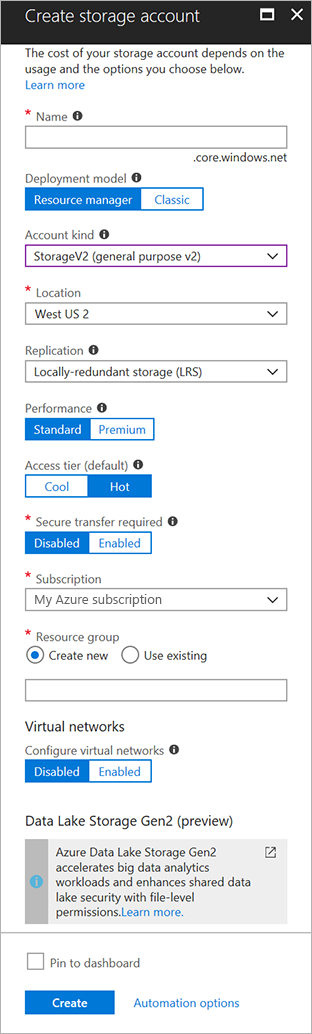 Create storage account
The cost of your storage account depends on the
usage and the options you choose below.
Learn more
* Name
.core.windows.net
Deployment model
Resource manager Classic
Account kind
StorageV2 (general purpose v2)
* Location
West US 2
Replication
Locally-redundant storage (LRS)
Performance
Standard Premium
Access tier (default)
Cool Hot
* Secure transfer required
Disabled Enabled
* Subscription
My Azure subscription
* Resource group
Create new Use existing
Virtual networks
Configure virtual networks
Disabled Enabled
Data Lake Storage Gen2 (preview)
Azure Data Lake Storage Gen2
accelerates big data analytics
workloads and enhances shared data
lake security with file-level
permissions.Learn more.
Pin to dashboard
Create Automation options